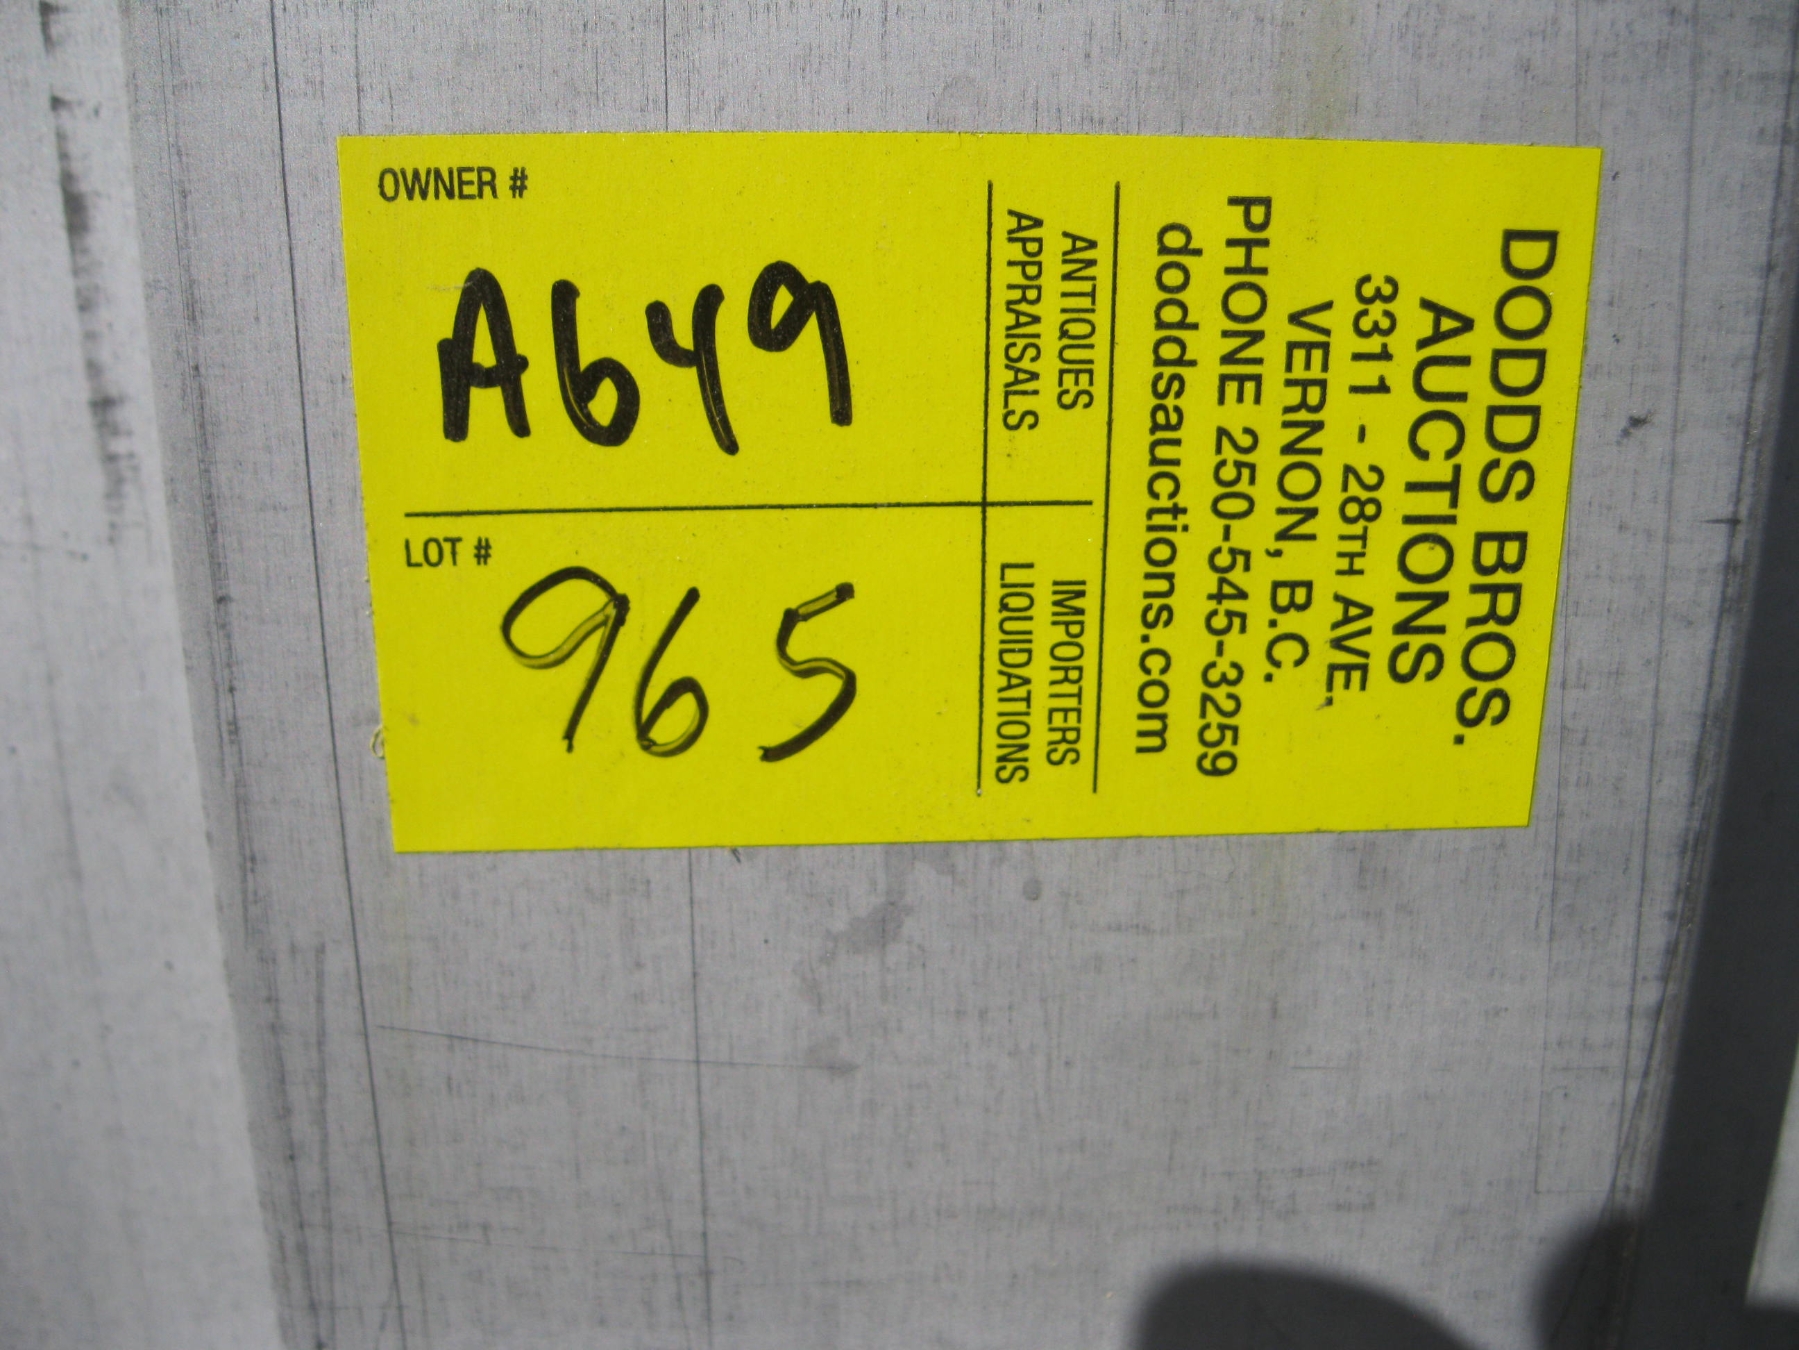 DODDS BROS.
AUCTIONS
3311 - 28TH AVE.,
VERNON, B.C.
PHONE 250-545-3259
doddsauctions.com
ANTIQUES
APPRAISALS
IMPORTERS
LIQUIDATIONS
OWNER #
A649
LOT #
965